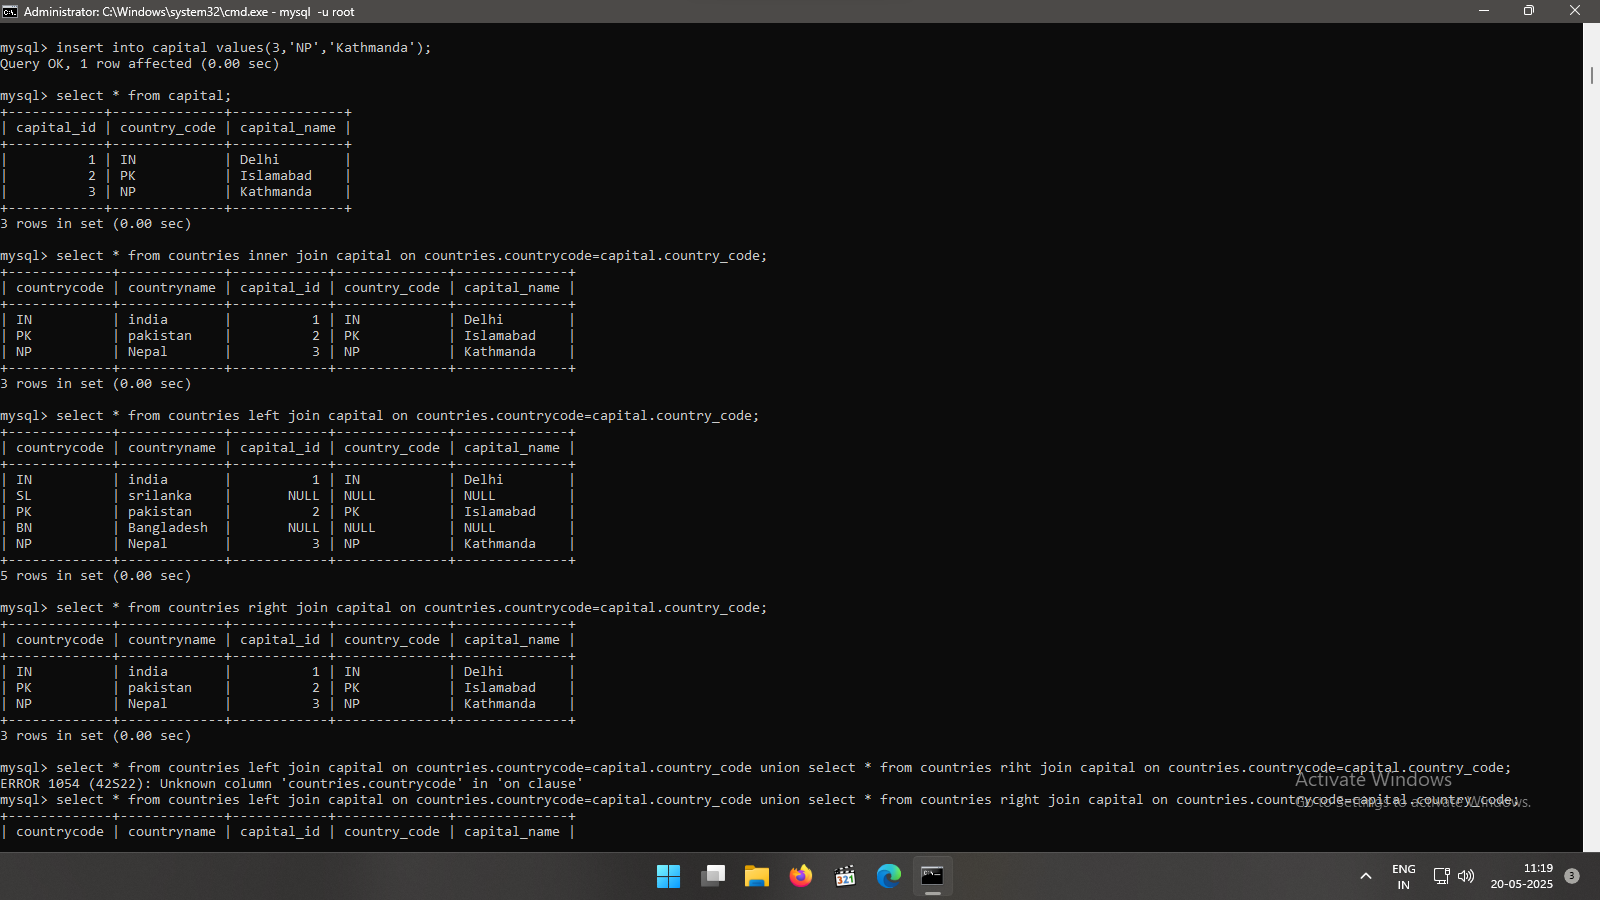 Administrator: C:\Windows\system32\cmd.exe - mysql  -u root
mysql> insert into capital values(3,'NP','Kathmanda');
Query OK, 1 row affected (0.00 sec)
mysql> select * from capital;
+------------+--------------+--------------+
| capital_id | country_code | capital_name |
+------------+--------------+--------------+
|          1 | IN           | Delhi        |
|          2 | PK           | Islamabad    |
|          3 | NP           | Kathmanda    |
+------------+--------------+--------------+
3 rows in set (0.00 sec)
mysql> select * from countries inner join capital on countries.countrycode=capital.country_code;
+-------------+-------------+------------+--------------+--------------+
| countrycode | countryname | capital_id | country_code | capital_name |
+-------------+-------------+------------+--------------+--------------+
| IN          | india       |          1 | IN           | Delhi        |
| PK          | pakistan    |          2 | PK           | Islamabad    |
| NP          | Nepal       |          3 | NP           | Kathmanda    |
+-------------+-------------+------------+--------------+--------------+
3 rows in set (0.00 sec)
mysql> select * from countries left join capital on countries.countrycode=capital.country_code;
+-------------+-------------+------------+--------------+--------------+
| countrycode | countryname | capital_id | country_code | capital_name |
+-------------+-------------+------------+--------------+--------------+
| IN          | india       |          1 | IN           | Delhi        |
| SL          | srilanka    |       NULL | NULL         | NULL         |
| PK          | pakistan    |          2 | PK           | Islamabad    |
| BN          | Bangladesh  |       NULL | NULL         | NULL         |
| NP          | Nepal       |          3 | NP           | Kathmanda    |
+-------------+-------------+------------+--------------+--------------+
5 rows in set (0.00 sec)
mysql> select * from countries right join capital on countries.countrycode=capital.country_code;
+-------------+-------------+------------+--------------+--------------+
| countrycode | countryname | capital_id | country_code | capital_name |
+-------------+-------------+------------+--------------+--------------+
| IN          | india       |          1 | IN           | Delhi        |
| PK          | pakistan    |          2 | PK           | Islamabad    |
| NP          | Nepal       |          3 | NP           | Kathmanda    |
+-------------+-------------+------------+--------------+--------------+
3 rows in set (0.00 sec)
mysql> select * from countries left join capital on countries.countrycode=capital.country_code union select * from countries riht join capital on countries.countrycode=capital.country_code;
ERROR 1054 (42S22): Unknown column 'countries.countrycode' in 'on clause'
mysql> select * from countries left join capital on countries.countrycode=capital.country_code union select * from countries right join capital on countries.countrycode=capital.country_code;
+-------------+-------------+------------+--------------+--------------+
| countrycode | countryname | capital_id | country_code | capital_name |
Activate Windows
Go to Settings to activate Windows.
321
ENG
IN
11:19
20-05-2025
3